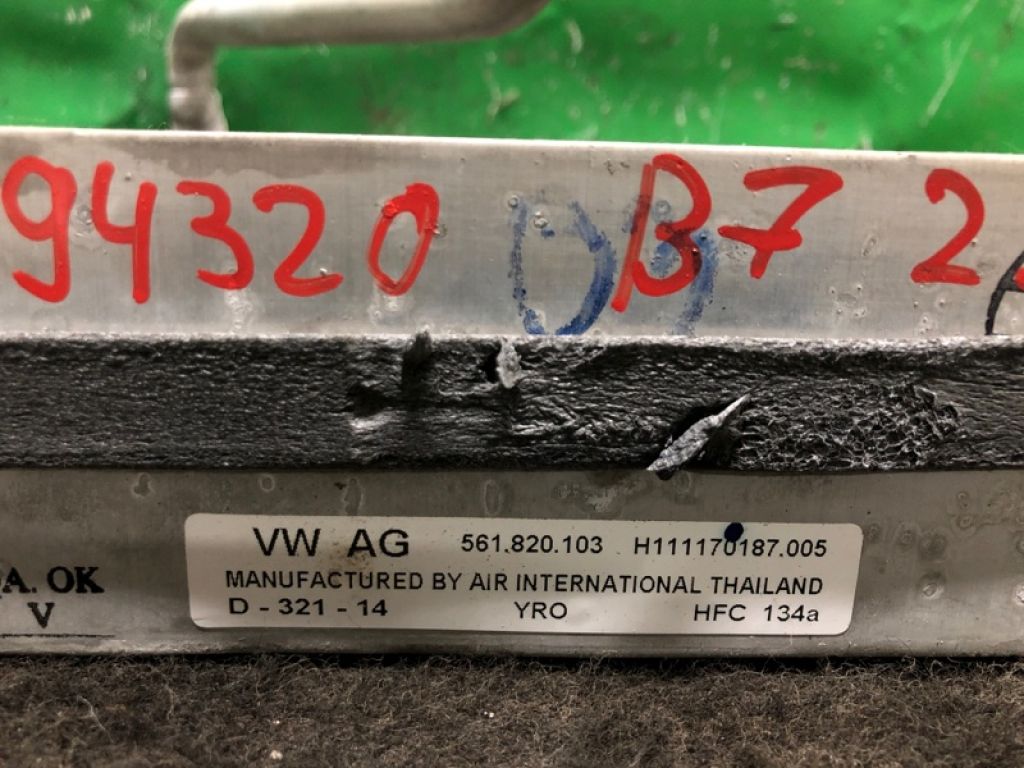 94320 B7 2
VW AG 561.820.103 H111170187.005
MANUFACTURED BY AIR INTERNATIONAL THAILAND
D - 321 - 14 YRO HFC 134a
A. OK
V